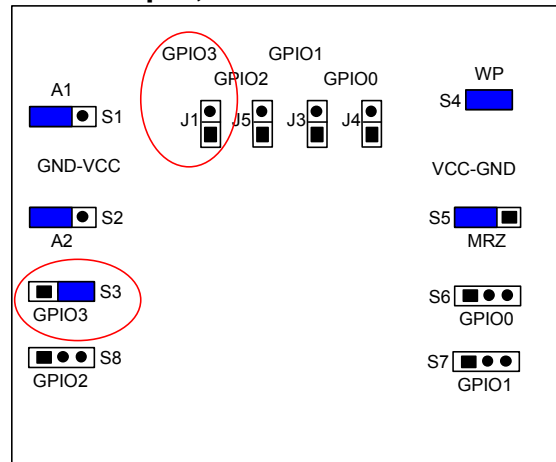 GPIO3 GPIO1
GPIO2 GPIO0
A1 WP
S1 J1 J5 J3 J4 S4
GND-VCC VCC-GND
S2 S5
A2 MRZ
S3 S6
GPIO3 GPIO0
S8 S7
GPIO2 GPIO1